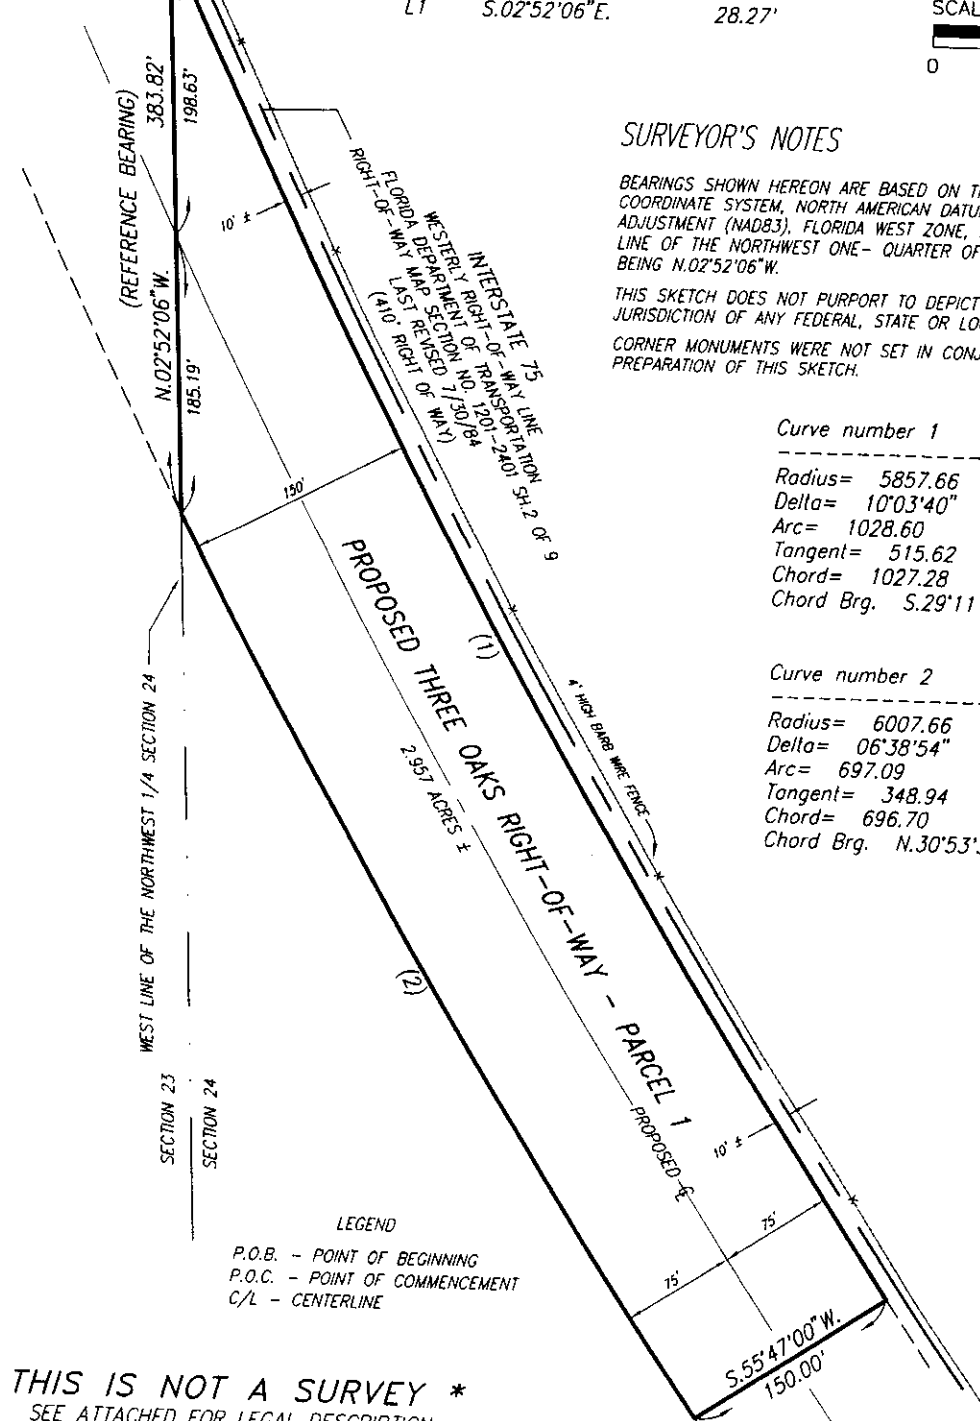 L1 S.02°52'06"E. 28.27'
SCAL
0
(REFERENCE BEARING)
N.02°52'06"W. 383.82'
198.63'
185.19'
10' ±
INTERSTATE 75
WESTERLY RIGHT-OF-WAY LINE
FLORIDA DEPARTMENT OF TRANSPORTATION
RIGHT-OF-WAY MAP SECTION NO. 1201-2401 SH.2 OF 9
LAST REVISED 7/30/84
(410' RIGHT OF WAY)
SURVEYOR'S NOTES
BEARINGS SHOWN HEREON ARE BASED ON T
COORDINATE SYSTEM, NORTH AMERICAN DATU
ADJUSTMENT (NAD83), FLORIDA WEST ZONE,
LINE OF THE NORTHWEST ONE- QUARTER OF
BEING N.02°52'06"W.
THIS SKETCH DOES NOT PURPORT TO DEPICT
JURISDICTION OF ANY FEDERAL, STATE OR LO
CORNER MONUMENTS WERE NOT SET IN CONJ
PREPARATION OF THIS SKETCH.
Curve number 1
Radius= 5857.66
Delta= 10°03'40"
Arc= 1028.60
Tangent= 515.62
Chord= 1027.28
Chord Brg. S.29°11
Curve number 2
Radius= 6007.66
Delta= 06°38'54"
Arc= 697.09
Tangent= 348.94
Chord= 696.70
Chord Brg. N.30°53'
150'
(1)
4' HIGH BARB WIRE FENCE
PROPOSED THREE OAKS RIGHT-OF-WAY - PARCEL 1
2.957 ACRES ±
(2)
WEST LINE OF THE NORTHWEST 1/4 SECTION 24
SECTION 23
SECTION 24
PROPOSED ℄
10' ±
75'
75'
S.55°47'00"W.
150.00'
LEGEND
P.O.B. - POINT OF BEGINNING
P.O.C. - POINT OF COMMENCEMENT
C/L - CENTERLINE
THIS IS NOT A SURVEY *
SEE ATTACHED FOR LEGAL DESCRIPTION